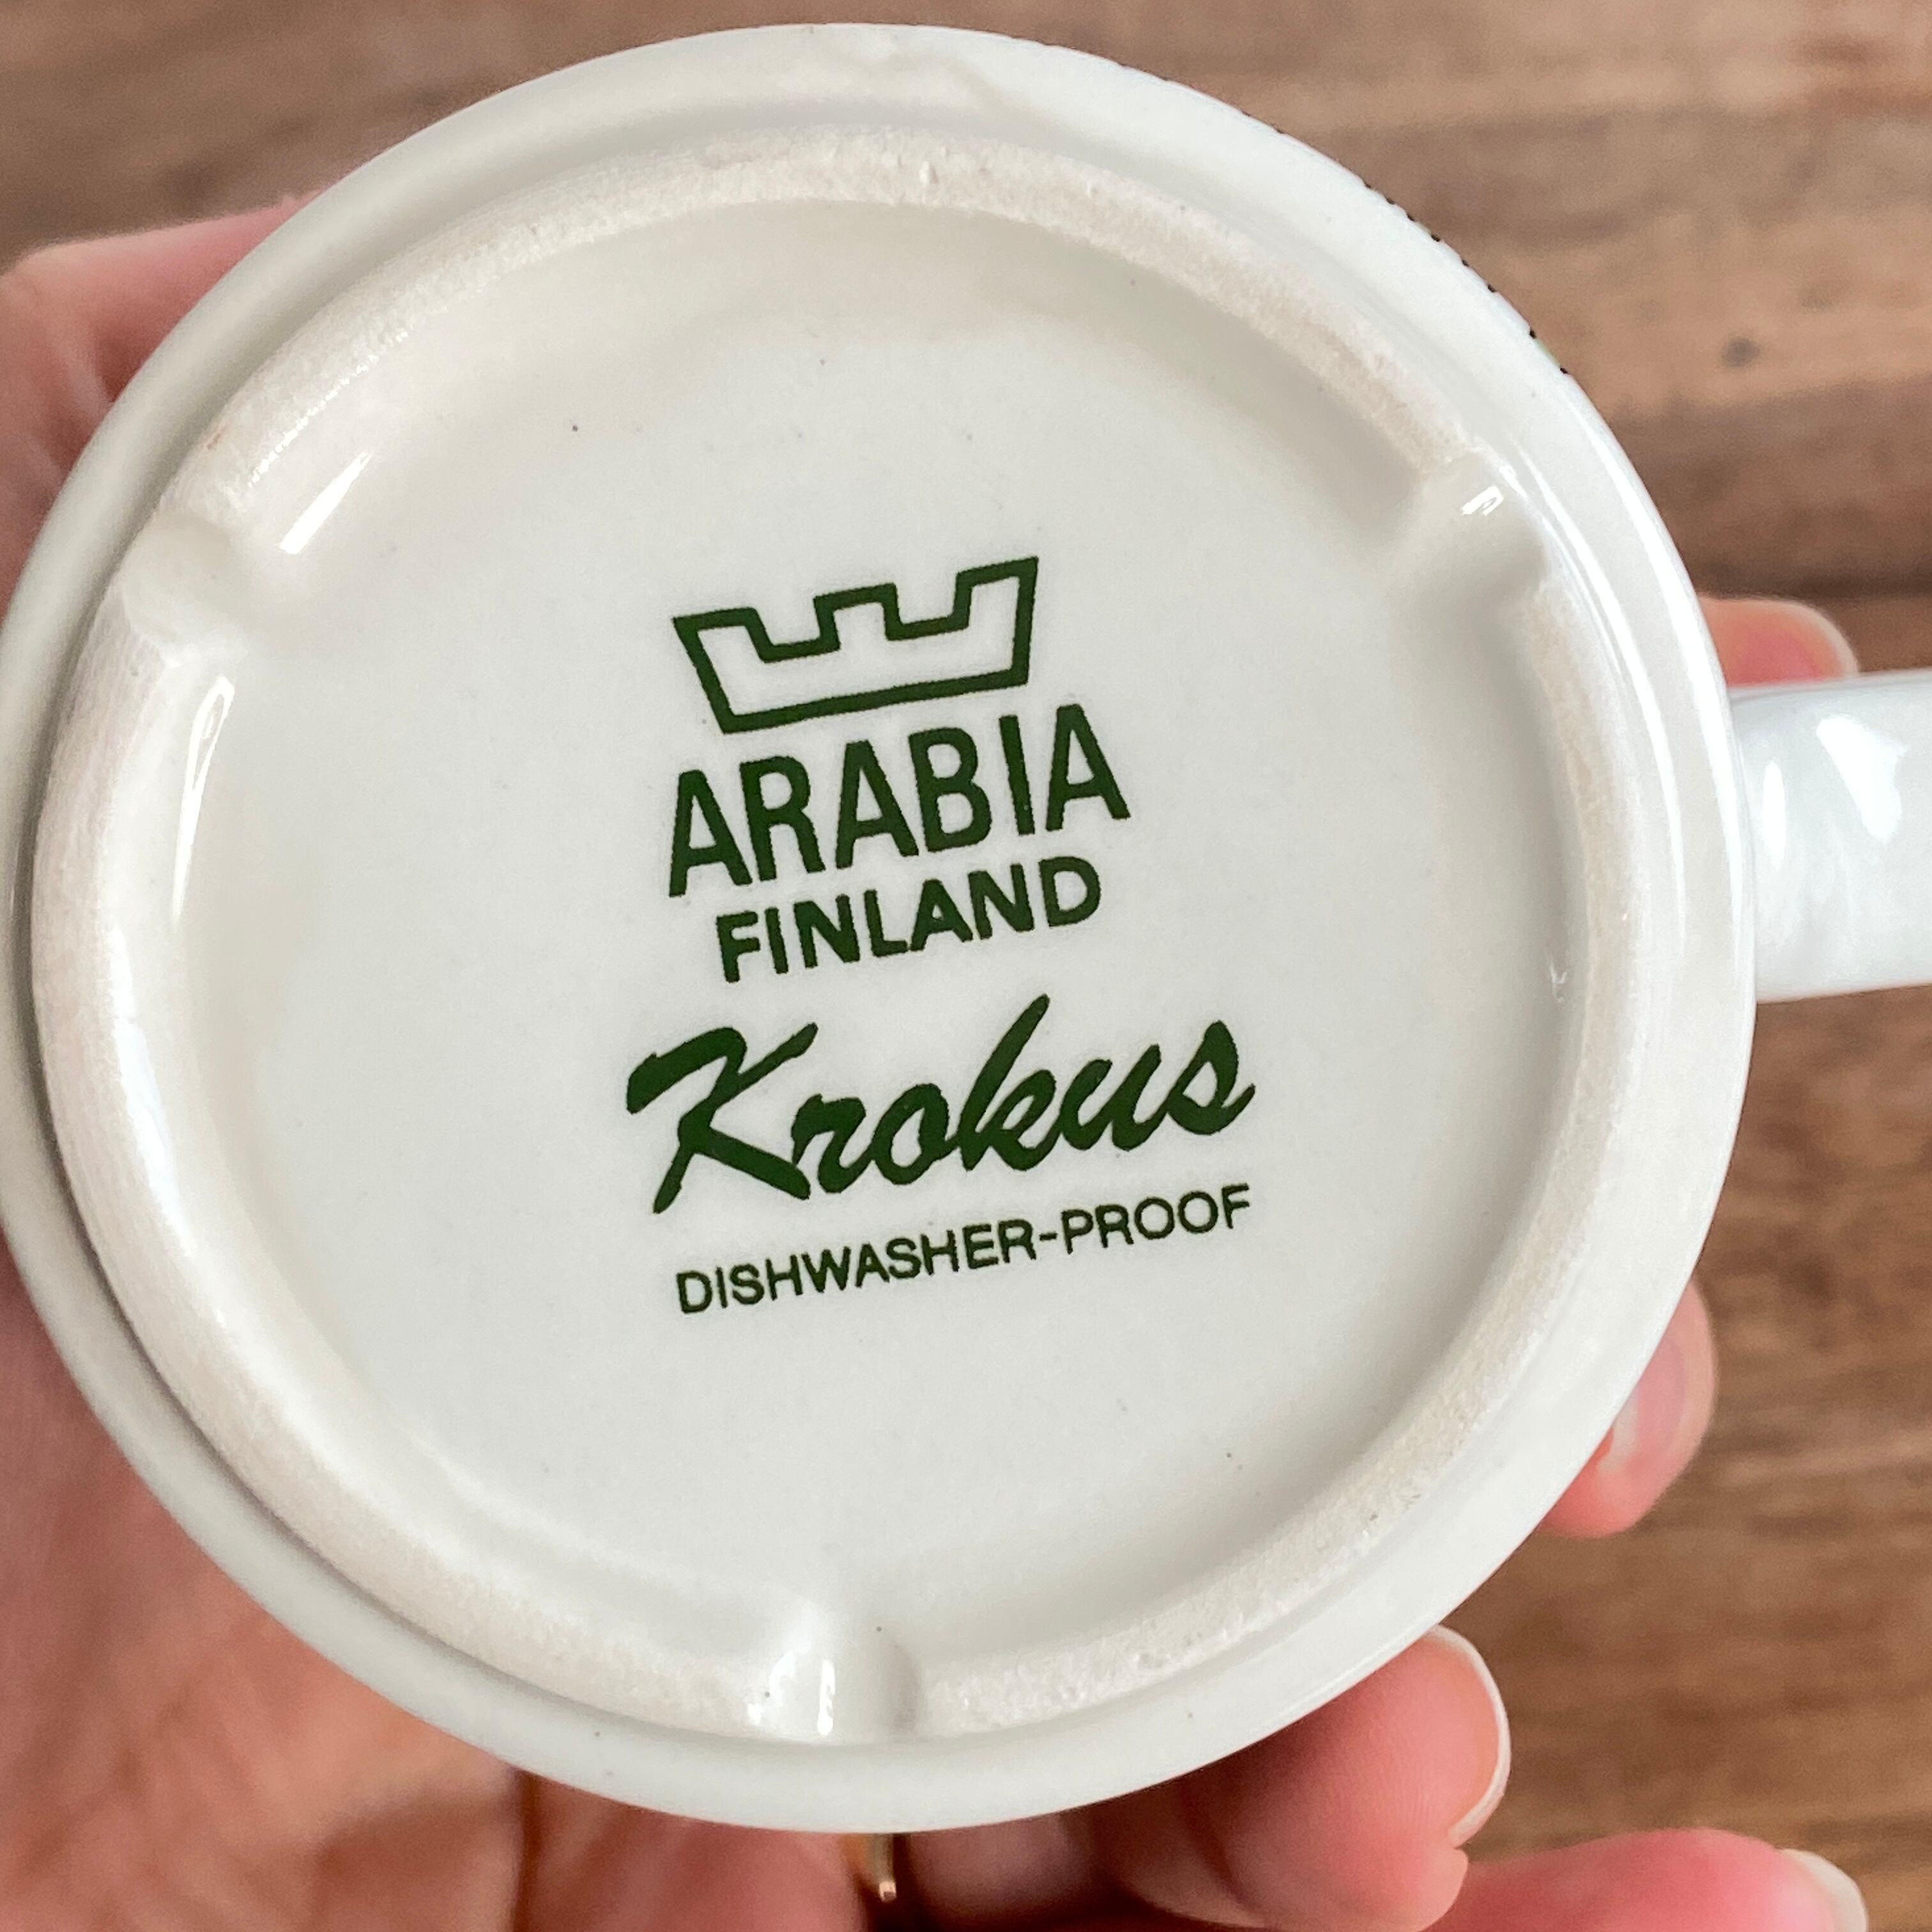 ARABIA
FINLAND
Krokus
DISHWASHER-PROOF